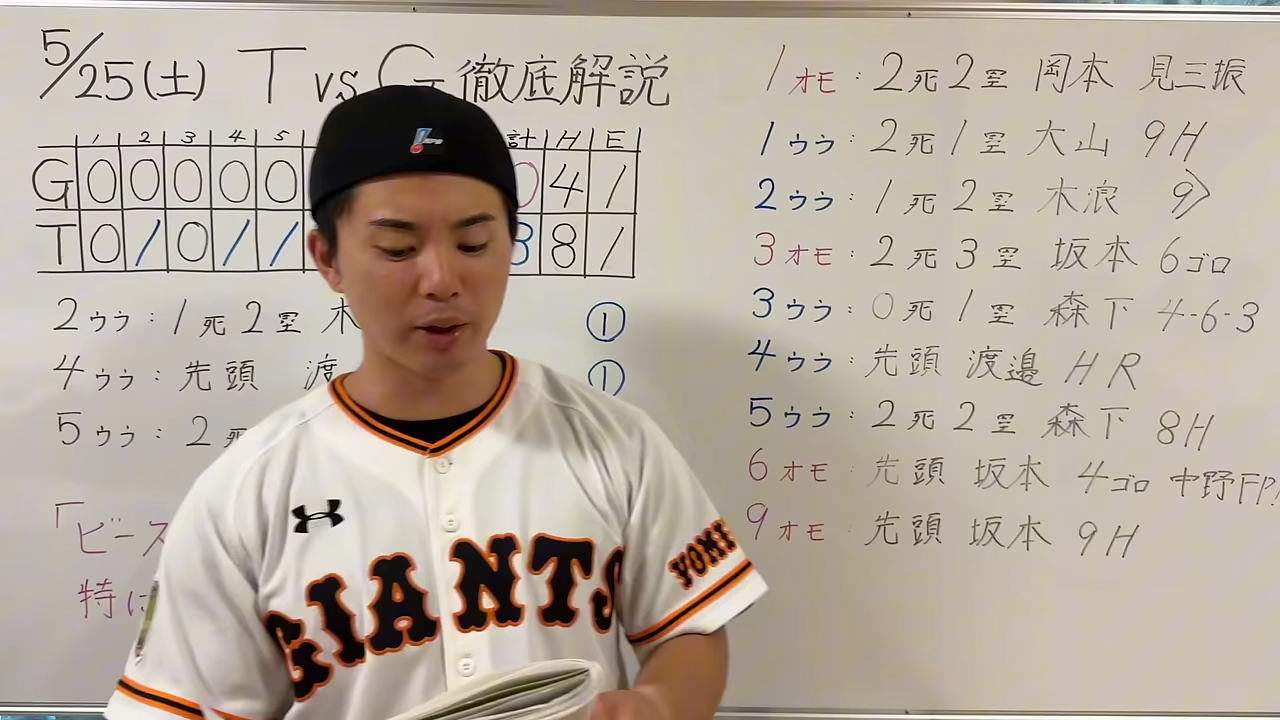 5/25(土) T vs G 徹底解説
1 2 3 4 5 計 H E
G 0 0 0 0 0 0 4 1
T 0 1 0 1 1 3 8 1
2ウラ:1死2塁 木 ①
4ウラ:先頭 渡 ①
5ウラ:2死
「ビース
特に
1オモ:2死2塁 岡本 見三振
1ウラ:2死1塁 大山 9H
2ウラ:1死2塁 木浪 9>
3オモ:2死3塁 坂本 6ゴロ
3ウラ:0死1塁 森下 4-6-3
4ウラ:先頭 渡邉 HR
5ウラ:2死2塁 森下 8H
6オモ:先頭 坂本 4ゴロ 中野FP!
9オモ:先頭 坂本 9H
GIANTS
YOMI